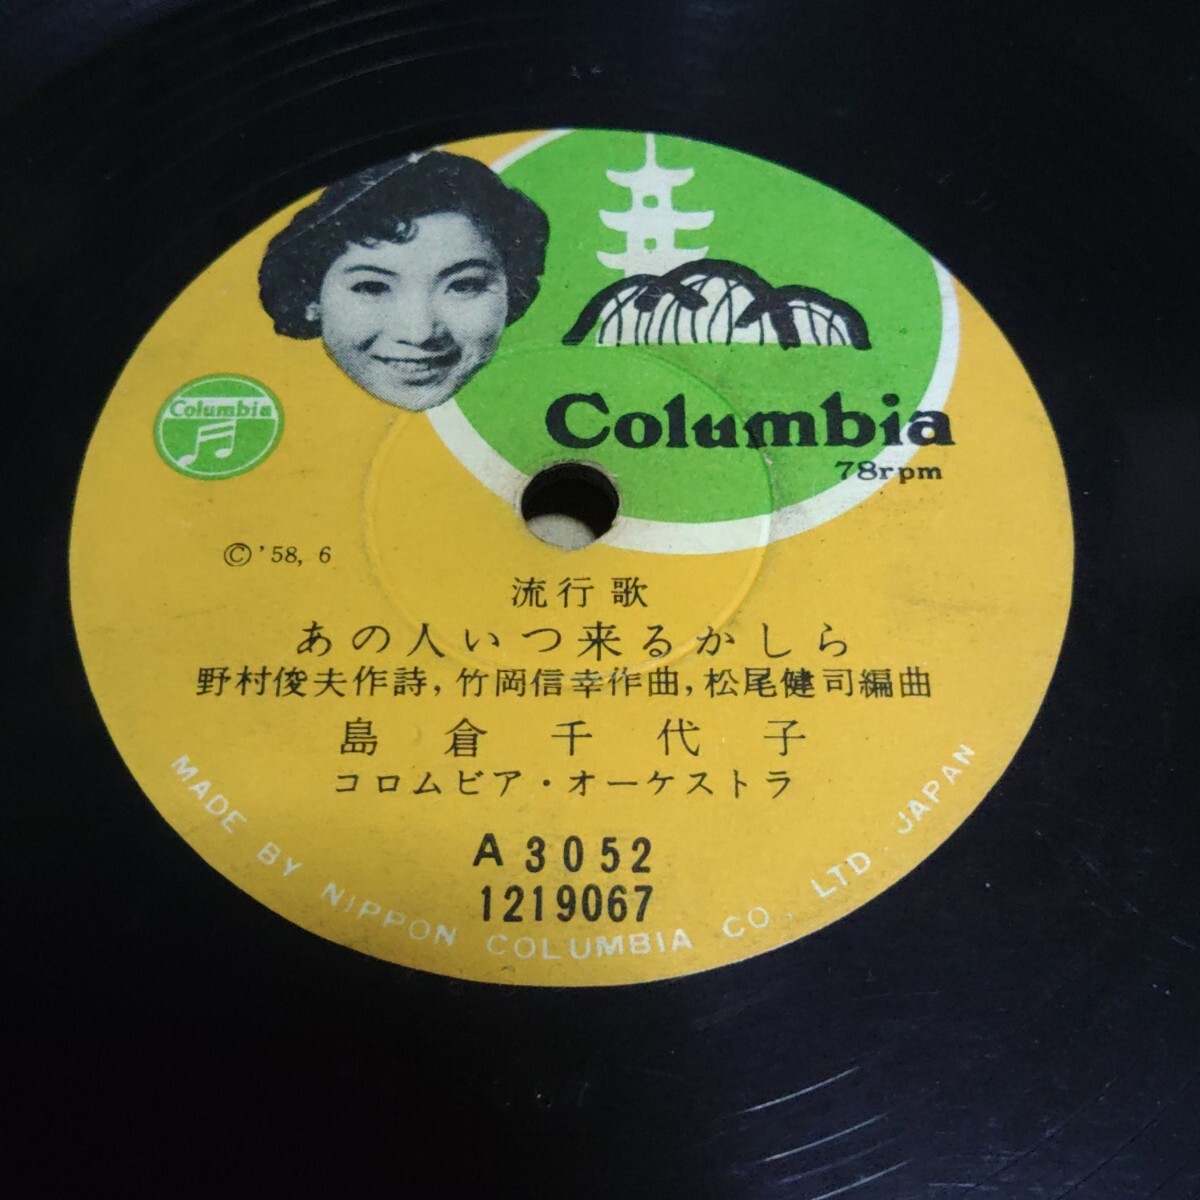 Columbia
Columbia
78rpm
©'58, 6
流行歌
あの人いつ来るかしら
野村俊夫作詩, 竹岡信幸作曲, 松尾健司編曲
島倉千代子
コロムビア・オーケストラ
A 3052
1219067
MADE BY NIPPON COLUMBIA CO., LTD. JAPAN